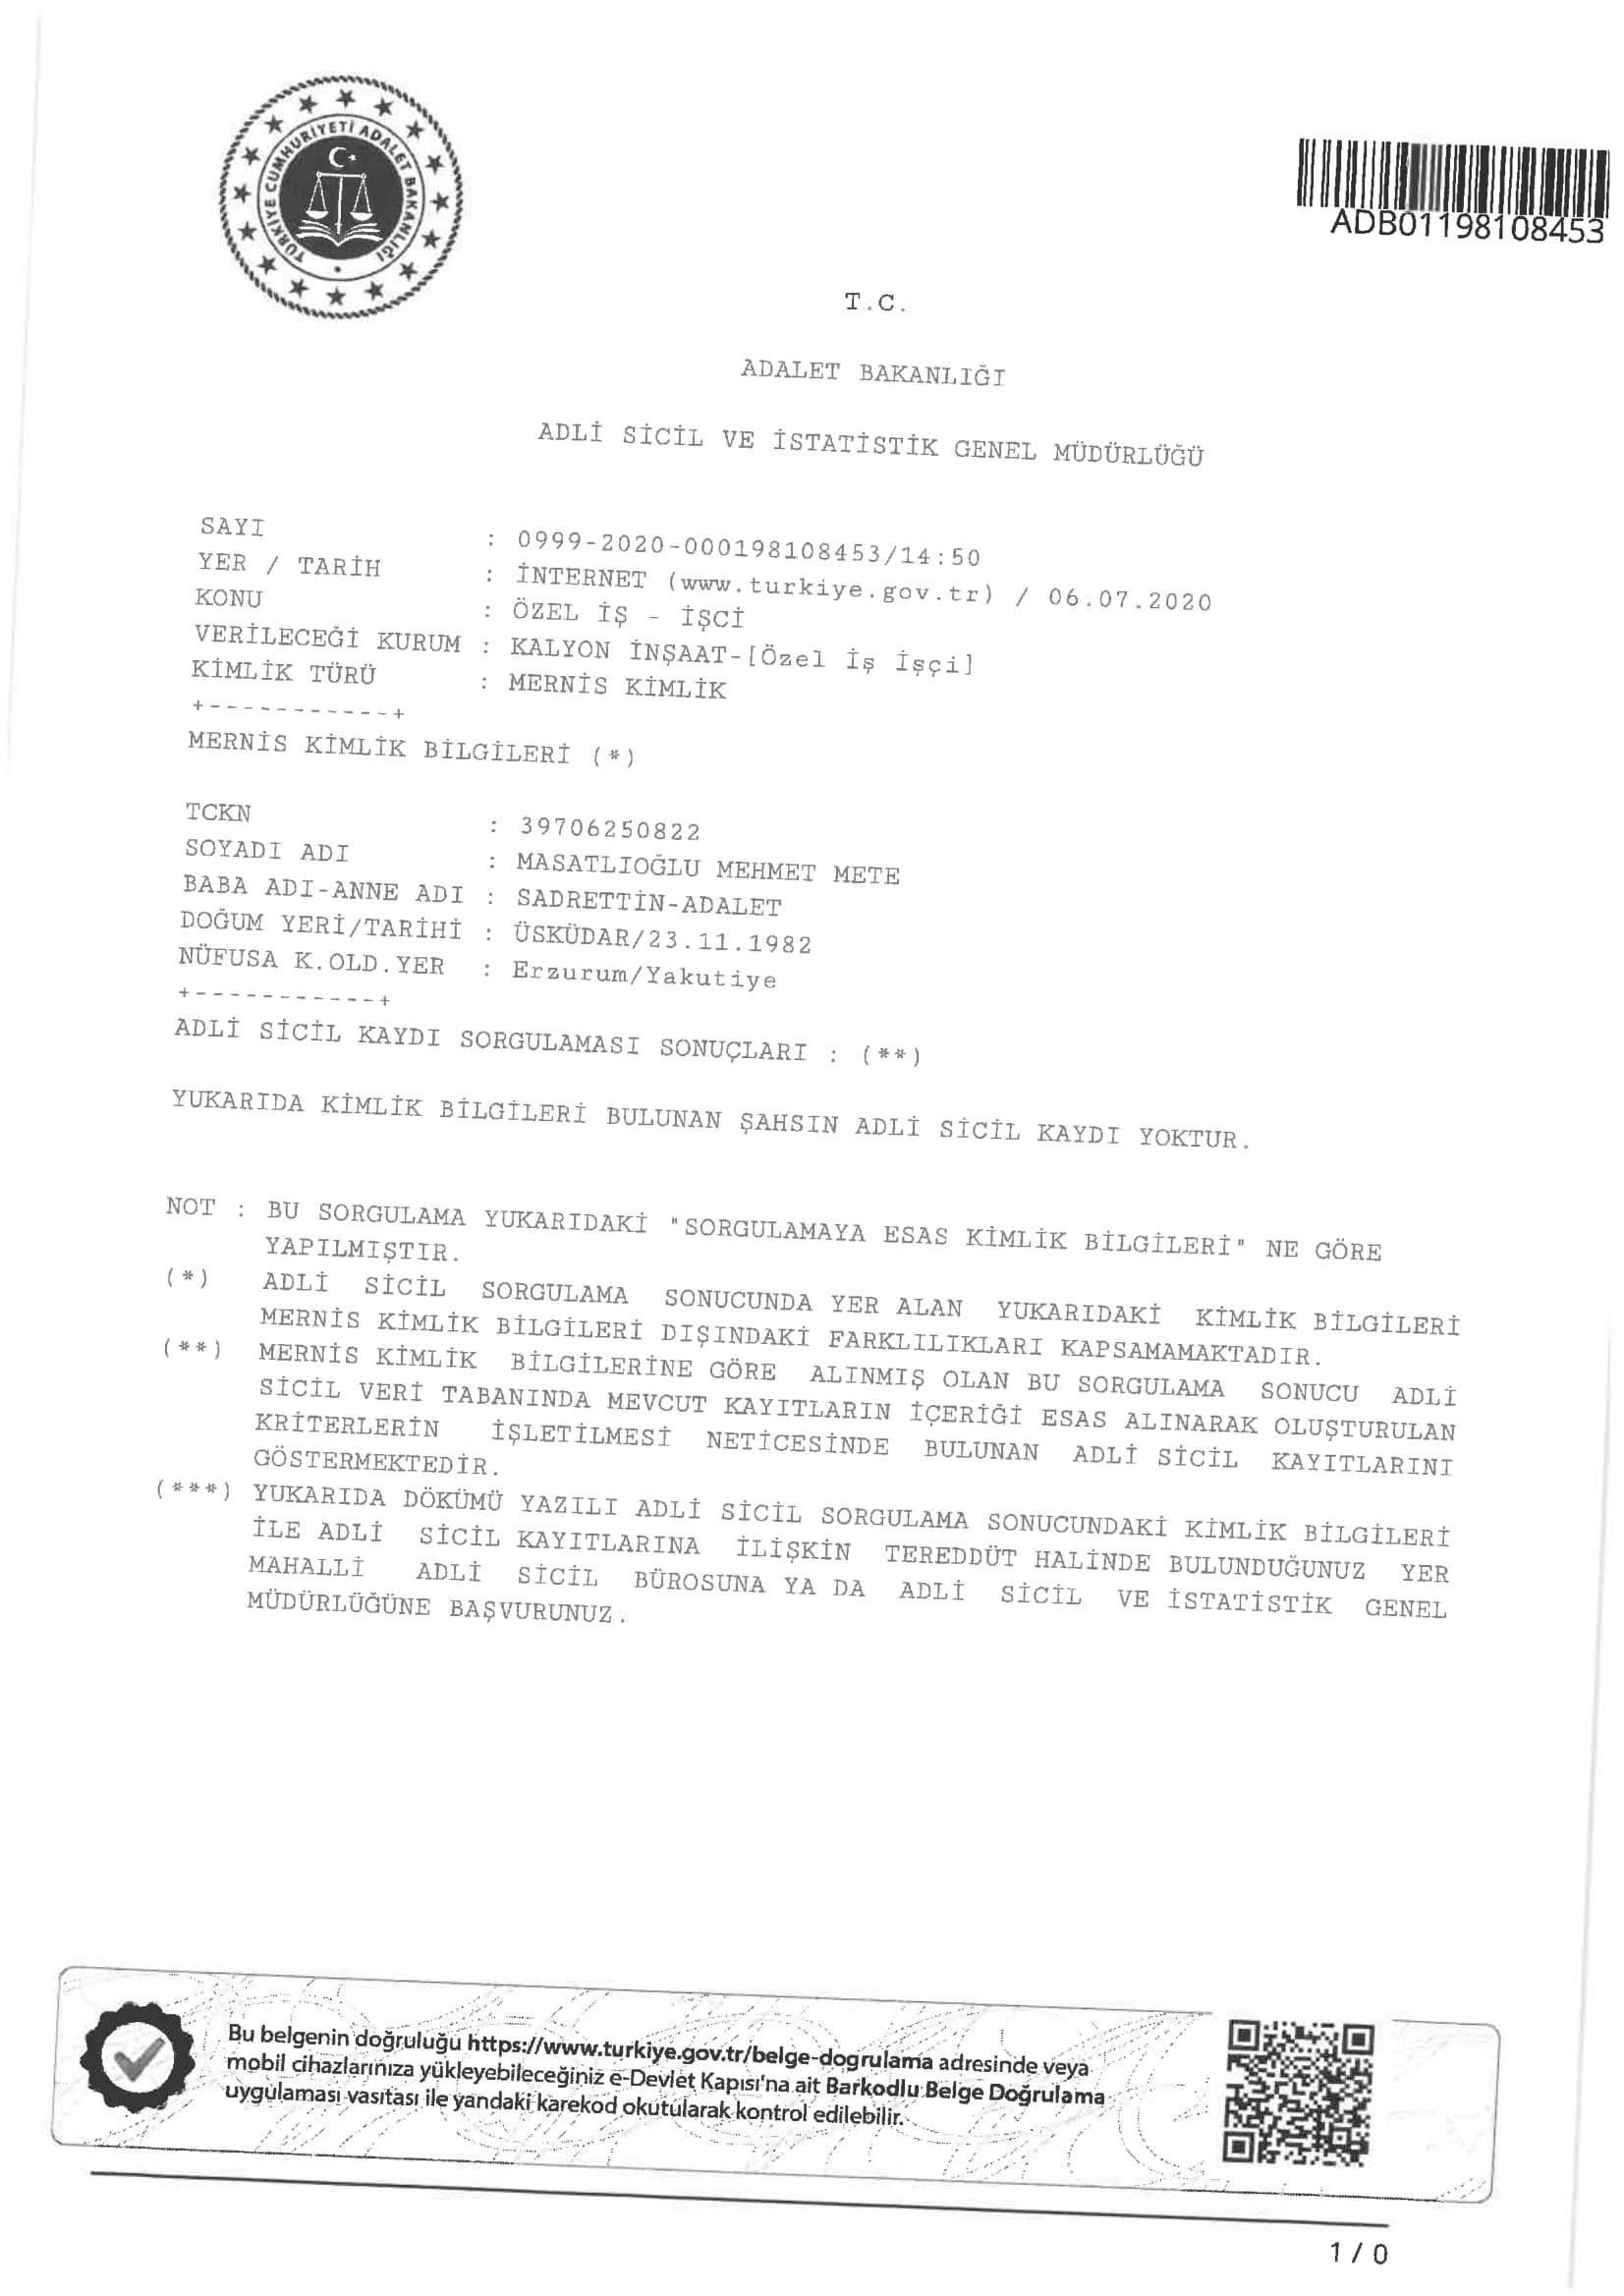 TÜRKİYE CUMHURİYETİ ADALET BAKANLIĞI
ADB01198108453
T.C.
ADALET BAKANLIĞI
ADLİ SİCİL VE İSTATİSTİK GENEL MÜDÜRLÜĞÜ
SAYI : 0999-2020-000198108453/14:50
YER / TARİH : İNTERNET (www.turkiye.gov.tr) / 06.07.2020
KONU : ÖZEL İŞ - İŞCİ
VERİLECEĞİ KURUM : KALYON İNŞAAT-[Özel İş İşçi]
KİMLİK TÜRÜ : MERNİS KİMLİK
+-----------+
MERNİS KİMLİK BİLGİLERİ (*)
TCKN : 39706250822
SOYADI ADI : MASATLIOĞLU MEHMET METE
BABA ADI-ANNE ADI : SADRETTİN-ADALET
DOĞUM YERİ/TARİHİ : ÜSKÜDAR/23.11.1982
NÜFUSA K.OLD.YER : Erzurum/Yakutiye
+-----------+
ADLİ SİCİL KAYDI SORGULAMASI SONUÇLARI : (**)
YUKARIDA KİMLİK BİLGİLERİ BULUNAN ŞAHSIN ADLİ SİCİL KAYDI YOKTUR.
NOT : BU SORGULAMA YUKARIDAKİ "SORGULAMAYA ESAS KİMLİK BİLGİLERİ" NE GÖRE
YAPILMIŞTIR.
(*) ADLİ SİCİL SORGULAMA SONUCUNDA YER ALAN YUKARIDAKİ KİMLİK BİLGİLERİ
MERNİS KİMLİK BİLGİLERİ DIŞINDAKİ FARKLILIKLARI KAPSAMAMAKTADIR.
(**) MERNİS KİMLİK BİLGİLERİNE GÖRE ALINMIŞ OLAN BU SORGULAMA SONUCU ADLİ
SİCİL VERİ TABANINDA MEVCUT KAYITLARIN İÇERİĞİ ESAS ALINARAK OLUŞTURULAN
KRİTERLERİN İŞLETİLMESİ NETİCESİNDE BULUNAN ADLİ SİCİL KAYITLARINI
GÖSTERMEKTEDİR.
(***) YUKARIDA DÖKÜMÜ YAZILI ADLİ SİCİL SORGULAMA SONUCUNDAKİ KİMLİK BİLGİLERİ
İLE ADLİ SİCİL KAYITLARINA İLİŞKİN TEREDDÜT HALİNDE BULUNDUĞUNUZ YER
MAHALLİ ADLİ SİCİL BÜROSUNA YA DA ADLİ SİCİL VE İSTATİSTİK GENEL
MÜDÜRLÜĞÜNE BAŞVURUNUZ.
Bu belgenin doğruluğu https://www.turkiye.gov.tr/belge-dogrulama adresinde veya
mobil cihazlarınıza yükleyebileceğiniz e-Devlet Kapısı'na ait Barkodlu Belge Doğrulama
uygulaması vasıtası ile yandaki karekod okutularak kontrol edilebilir.
1 / 0